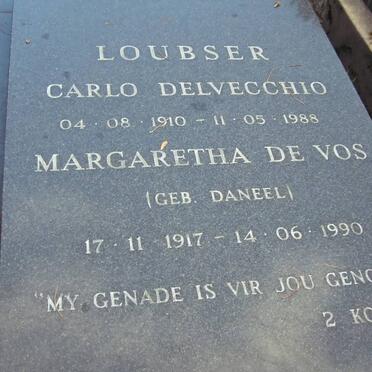 LOUBSER
CARLO DELVECCHIO
04 · 08 · 1910 – 11 · 05 · 1988
MARGARETHA DE VOS
(GEB. DANEEL)
17 · 11 · 1917 – 14 · 06 · 1990
"MY GENADE IS VIR JOU
2